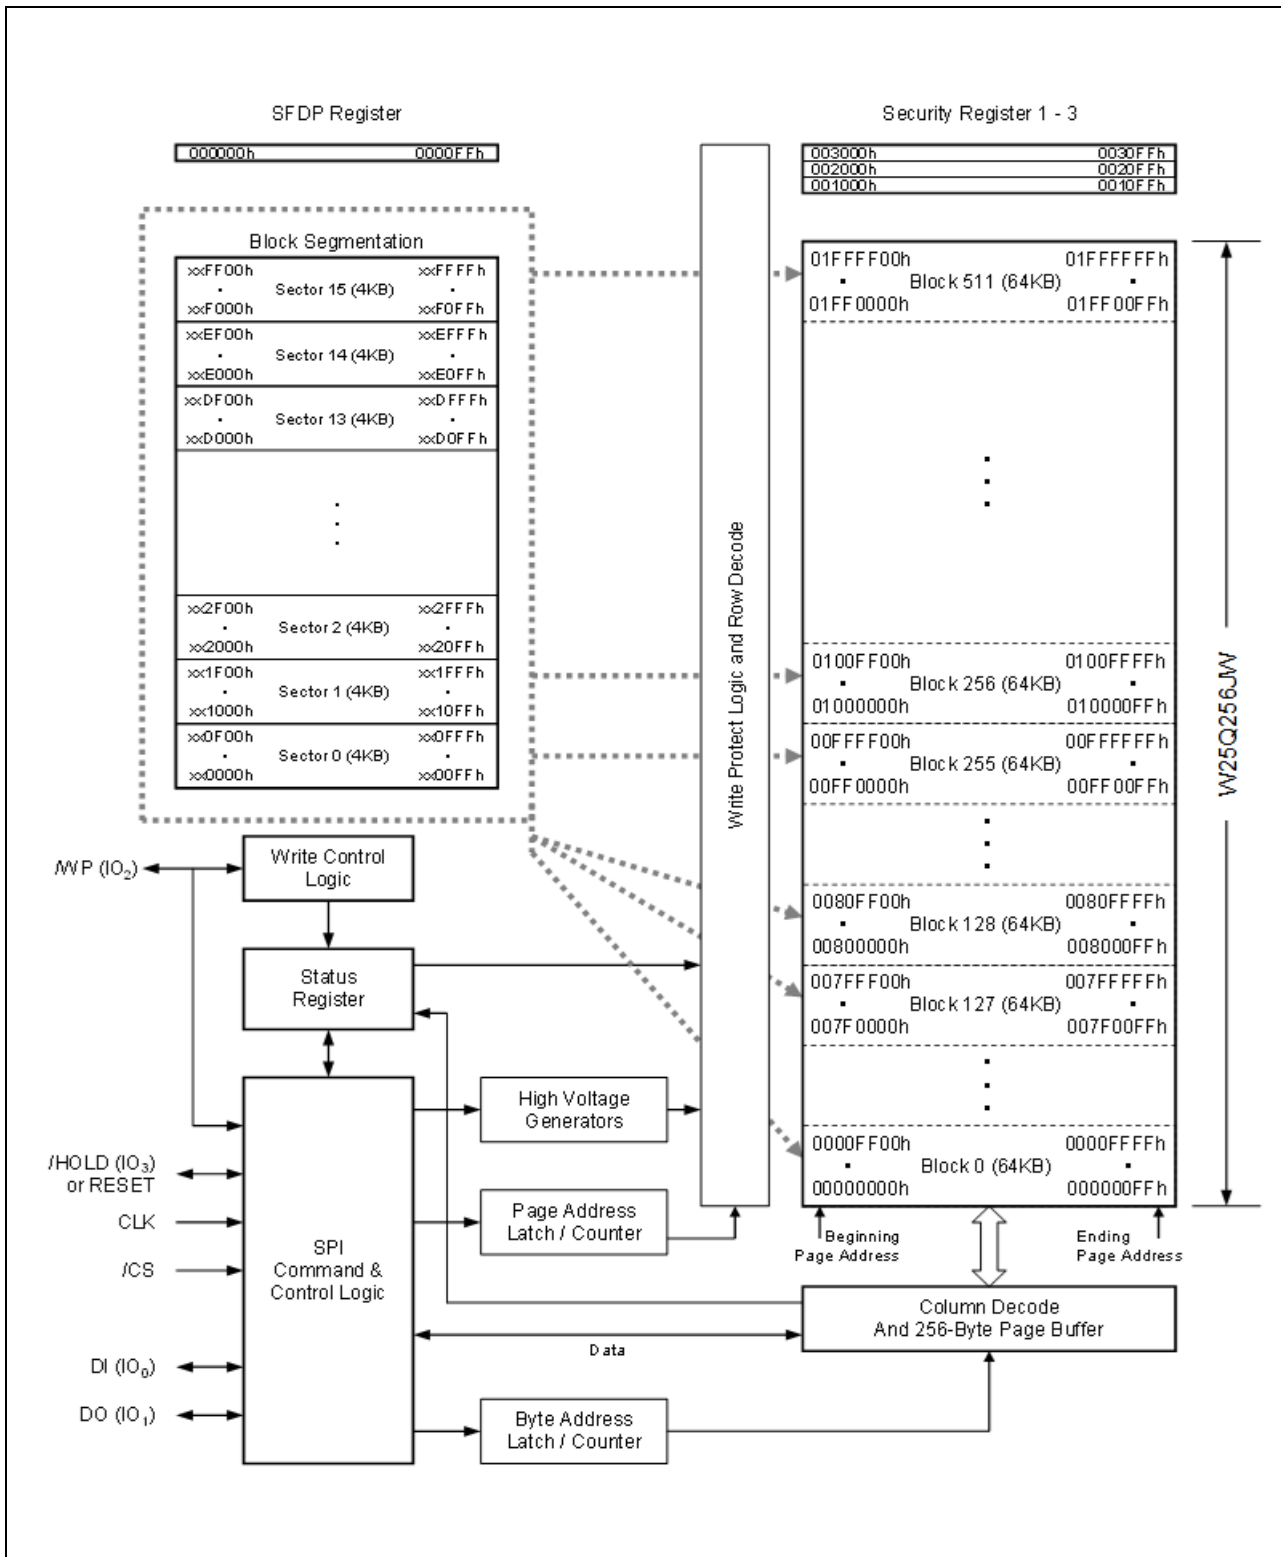 SFDP Register
000000h 0000FFh
Security Register 1 - 3
003000h 0030FFh
002000h 0020FFh
001000h 0010FFh
Block Segmentation
xxFF00h xxFFFFh
Sector 15 (4KB)
xxF000h xxF0FFh
xxEF00h xxEFFFh
Sector 14 (4KB)
xxE000h xxE0FFh
xxDF00h xxDFFFh
Sector 13 (4KB)
xxD000h xxD0FFh
xx2F00h xx2FFFh
Sector 2 (4KB)
xx2000h xx20FFh
xx1F00h xx1FFFh
Sector 1 (4KB)
xx1000h xx10FFh
xx0F00h xx0FFFh
Sector 0 (4KB)
xx0000h xx00FFh
Write Protect Logic and Row Decode
01FFFF00h 01FFFFFFh
Block 511 (64KB)
01FF0000h 01FF00FFh
0100FF00h 0100FFFFh
Block 256 (64KB)
01000000h 010000FFh
00FFFF00h 00FFFFFFh
Block 255 (64KB)
00FF0000h 00FF00FFh
0080FF00h 0080FFFFh
Block 128 (64KB)
00800000h 008000FFh
007FFF00h 007FFFFFh
Block 127 (64KB)
007F0000h 007F00FFh
0000FF00h 0000FFFFh
Block 0 (64KB)
00000000h 000000FFh
W25Q256JW
Beginning
Page Address
Ending
Page Address
/WP (IO2)
Write Control
Logic
Status
Register
High Voltage
Generators
/HOLD (IO3)
or RESET
CLK
/CS
DI (IO0)
DO (IO1)
SPI
Command &
Control Logic
Page Address
Latch / Counter
Column Decode
And 256-Byte Page Buffer
Data
Byte Address
Latch / Counter